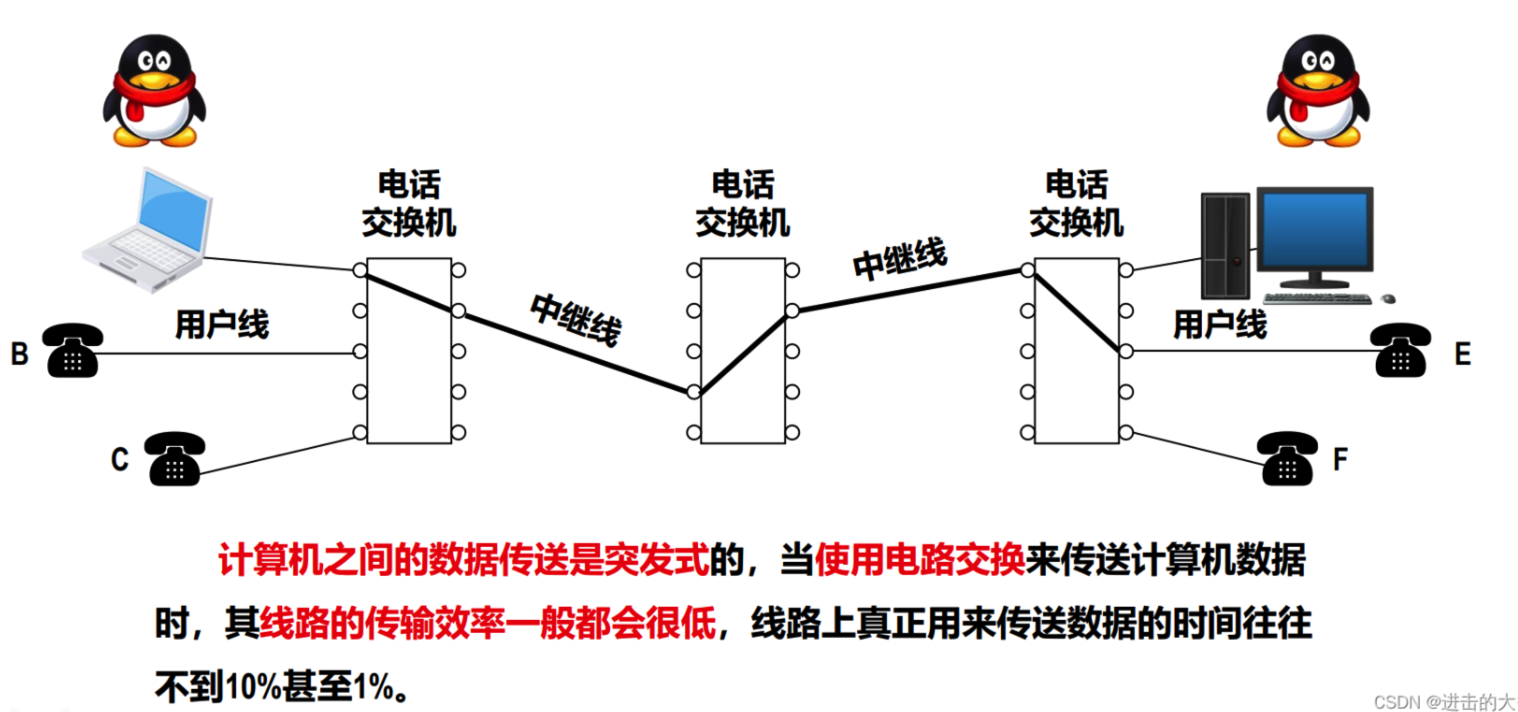 电话
交换机
电话
交换机
电话
交换机
中继线
中继线
用户线
用户线
B
E
C
F
计算机之间的数据传送是突发式的，当使用电路交换来传送计算机数据
时，其线路的传输效率一般都会很低，线路上真正用来传送数据的时间往往
不到10%甚至1%。
CSDN @进击的大